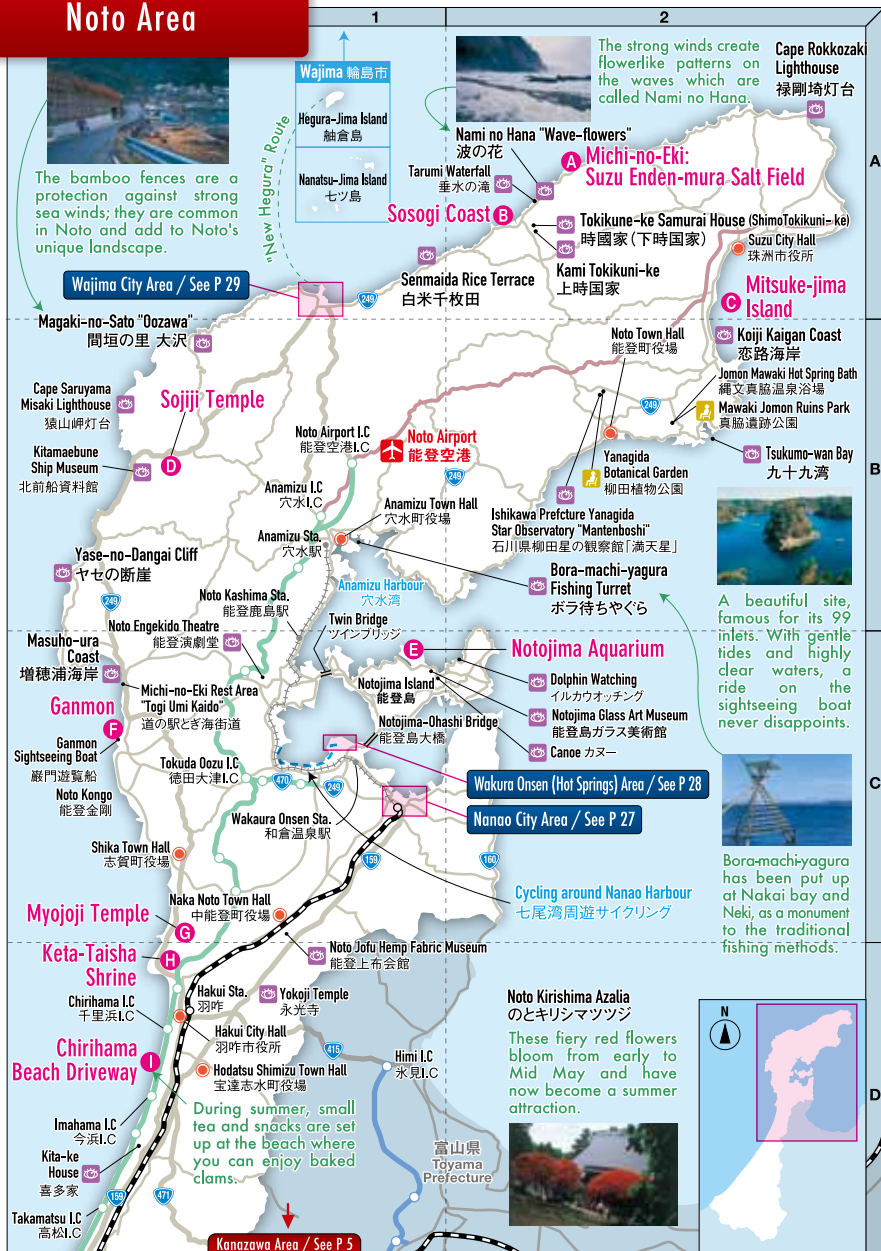 Noto Area
1
2
Wajima 輪島市
Hegura-Jima Island
舳倉島
Nanatsu-Jima Island
七ツ島
"New Hegura" Route
The strong winds create
flowerlike patterns on
the waves which are
called Nami no Hana.
Cape Rokkozaki
Lighthouse
禄剛埼灯台
Nami no Hana "Wave-flowers"
波の花
A
Michi-no-Eki:
Suzu Enden-mura Salt Field
A
Tarumi Waterfall
垂水の滝
The bamboo fences are a
protection against strong
sea winds; they are common
in Noto and add to Noto's
unique landscape.
Sosogi Coast B
Tokikune-ke Samurai House (ShimoTokikuni-ke)
時國家(下時国家)
Suzu City Hall
珠洲市役所
Kami Tokikuni-ke
上時国家
Senmaida Rice Terrace
白米千枚田
Wajima City Area / See P 29
249
C
Mitsuke-jima
Island
Magaki-no-Sato "Oozawa"
間垣の里 大沢
Noto Town Hall
能登町役場
Koiji Kaigan Coast
恋路海岸
Jomon Mawaki Hot Spring Bath
縄文真脇温泉浴場
Cape Saruyama
Misaki Lighthouse
猿山岬灯台
Sojiji Temple
D
249
Mawaki Jomon Ruins Park
真脇遺跡公園
Noto Airport I.C
能登空港I.C
Noto Airport
能登空港
Kitamaebune
Ship Museum
北前船資料館
249
Yanagida
Botanical Garden
柳田植物公園
Tsukumo-wan Bay
九十九湾
B
Anamizu I.C
穴水I.C
Anamizu Town Hall
穴水町役場
Ishikawa Prefcture Yanagida
Star Observatory "Mantenboshi"
石川県柳田星の観察館「満天星」
Anamizu Sta.
穴水駅
Yase-no-Dangai Cliff
ヤセの断崖
249
Anamizu Harbour
穴水湾
Bora-machi-yagura
Fishing Turret
ボラ待ちやぐら
Noto Kashima Sta.
能登鹿島駅
A beautiful site,
famous for its 99
inlets. With gentle
tides and highly
clear waters, a
ride on the
sightseeing boat
never disappoints.
Noto Engekido Theatre
能登演劇堂
Twin Bridge
ツインブリッジ
Masuho-ura
Coast
増穂浦海岸
E
Notojima Aquarium
Michi-no-Eki Rest Area
"Togi Umi Kaido"
道の駅とぎ海街道
Notojima Island
能登島
Dolphin Watching
イルカウオッチング
Ganmon
F
Notojima Glass Art Museum
能登島ガラス美術館
Ganmon
Sightseeing Boat
巌門遊覧船
Notojima-Ohashi Bridge
能登島大橋
Canoe カヌー
Tokuda Oozu I.C
徳田大津I.C
470
249
Wakura Onsen (Hot Springs) Area / See P 28
C
Noto Kongo
能登金剛
Wakaura Onsen Sta.
和倉温泉駅
Nanao City Area / See P 27
Shika Town Hall
志賀町役場
159
160
Bora-machi-yagura
has been put up
at Nakai bay and
Neki, as a monument
to the traditional
fishing methods.
Naka Noto Town Hall
中能登町役場
Cycling around Nanao Harbour
七尾湾周遊サイクリング
Myojoji Temple
G
Keta-Taisha
Shrine
H
Noto Jofu Hemp Fabric Museum
能登上布会館
Hakui Sta.
羽咋
Yokoji Temple
永光寺
Noto Kirishima Azalia
のとキリシマツツジ
N
Chirihama I.C
千里浜I.C
Hakui City Hall
羽咋市役所
These fiery red flowers
bloom from early to
Mid May and have
now become a summer
attraction.
Chirihama
Beach Driveway
I
415
Himi I.C
氷見I.C
Hodatsu Shimizu Town Hall
宝達志水町役場
D
During summer, small
tea and snacks are set
up at the beach where
you can enjoy baked
clams.
Imahama I.C
今浜I.C
Kita-ke
House
喜多家
富山県
Toyama
Prefecture
159
471
Takamatsu I.C
高松I.C
Kanazawa Area / See P 5